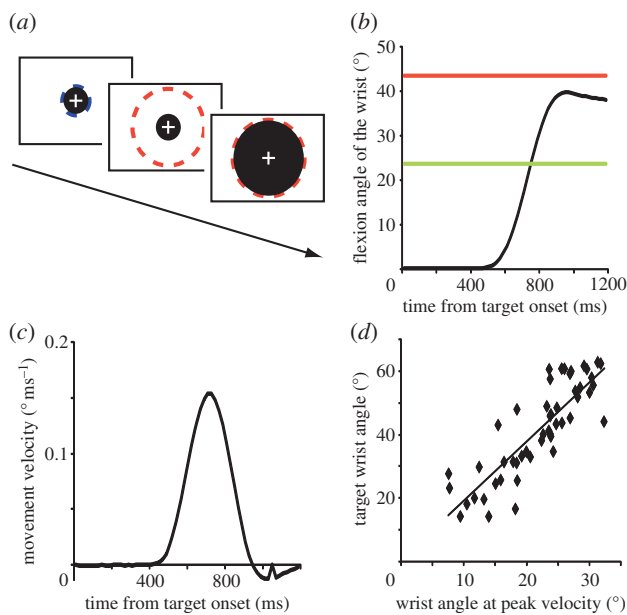 (a)
(b)
flexion angle of the wrist (°)
50
40
30
20
10
0
400
800
1200
time from target onset (ms)
(c)
movement velocity (° ms⁻¹)
0.2
0.1
0
0
400
800
time from target onset (ms)
(d)
target wrist angle (°)
60
40
20
0
10
20
30
wrist angle at peak velocity (°)